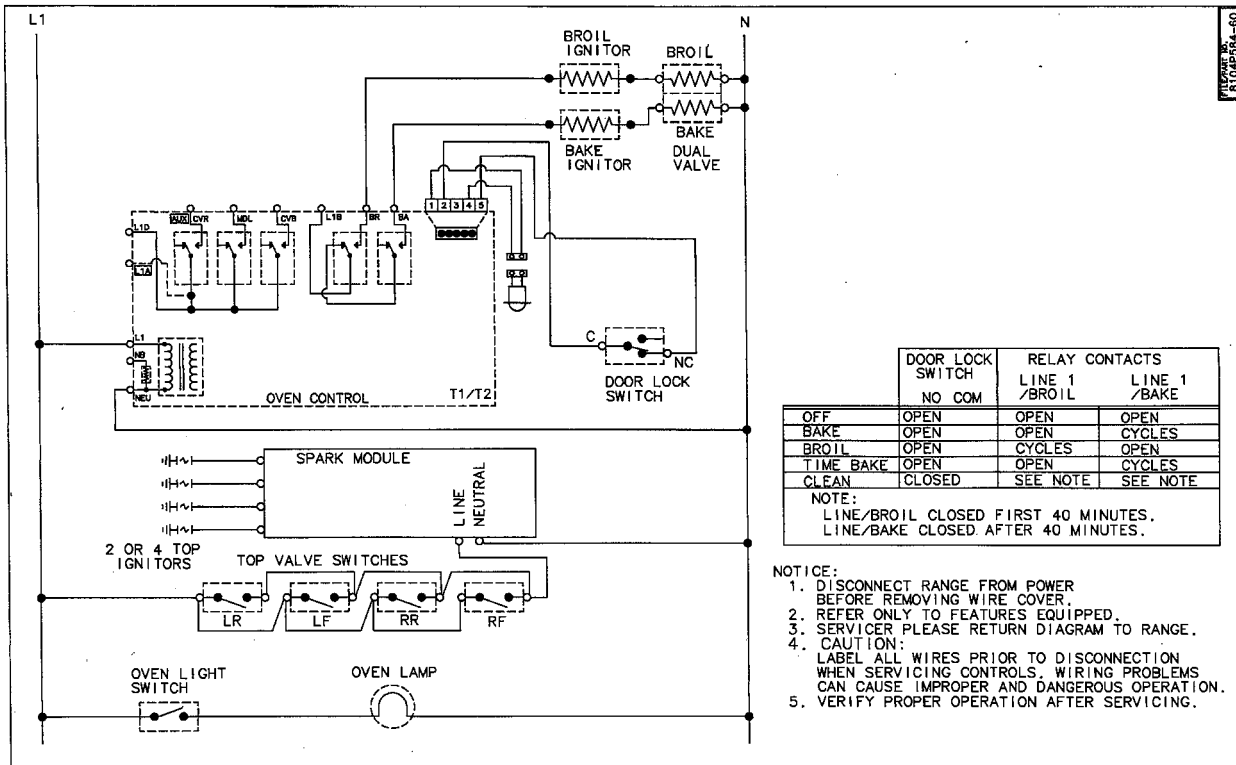 L1
N
FILE/PART NO.
8104P584-60
BROIL
IGNITOR
BROIL
BAKE
IGNITOR
BAKE
DUAL
VALVE
AUX CVR MDL CVB L1B BR BA
1 2 3 4 5
L1D
L1A
L1
N8
NEU
OVEN CONTROL
T1/T2
C
NC
DOOR LOCK
SWITCH
SPARK MODULE
LINE
NEUTRAL
2 OR 4 TOP
IGNITORS
TOP VALVE SWITCHES
LR LF RR RF
OVEN LIGHT
SWITCH
OVEN LAMP
DOOR LOCK SWITCH RELAY CONTACTS
NO COM LINE 1 /BROIL LINE 1 /BAKE
OFF OPEN OPEN OPEN
BAKE OPEN OPEN CYCLES
BROIL OPEN CYCLES OPEN
TIME BAKE OPEN OPEN CYCLES
CLEAN CLOSED SEE NOTE SEE NOTE
NOTE:
LINE/BROIL CLOSED FIRST 40 MINUTES.
LINE/BAKE CLOSED AFTER 40 MINUTES.
NOTICE:
1. DISCONNECT RANGE FROM POWER
BEFORE REMOVING WIRE COVER.
2. REFER ONLY TO FEATURES EQUIPPED.
3. SERVICER PLEASE RETURN DIAGRAM TO RANGE.
4. CAUTION:
LABEL ALL WIRES PRIOR TO DISCONNECTION
WHEN SERVICING CONTROLS. WIRING PROBLEMS
CAN CAUSE IMPROPER AND DANGEROUS OPERATION.
5. VERIFY PROPER OPERATION AFTER SERVICING.